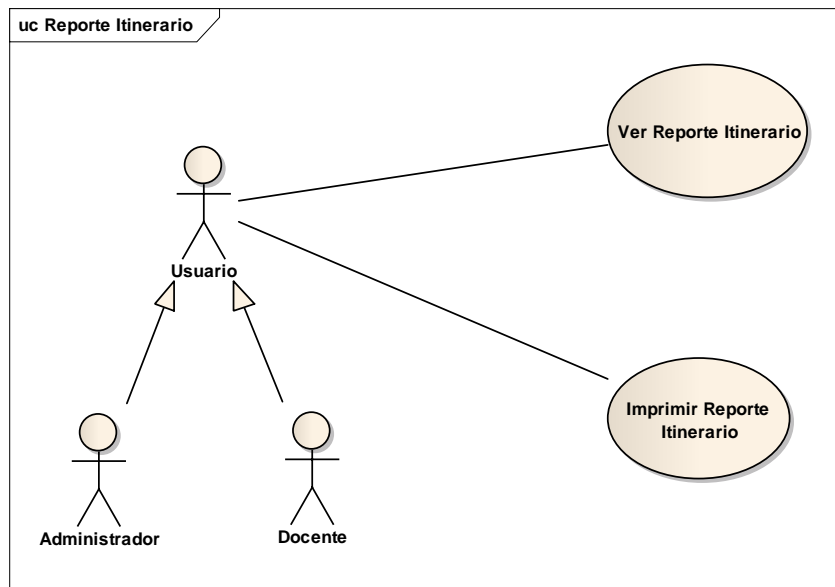 uc Reporte Itinerario
Ver Reporte Itinerario
Usuario
Imprimir Reporte
Itinerario
Administrador
Docente